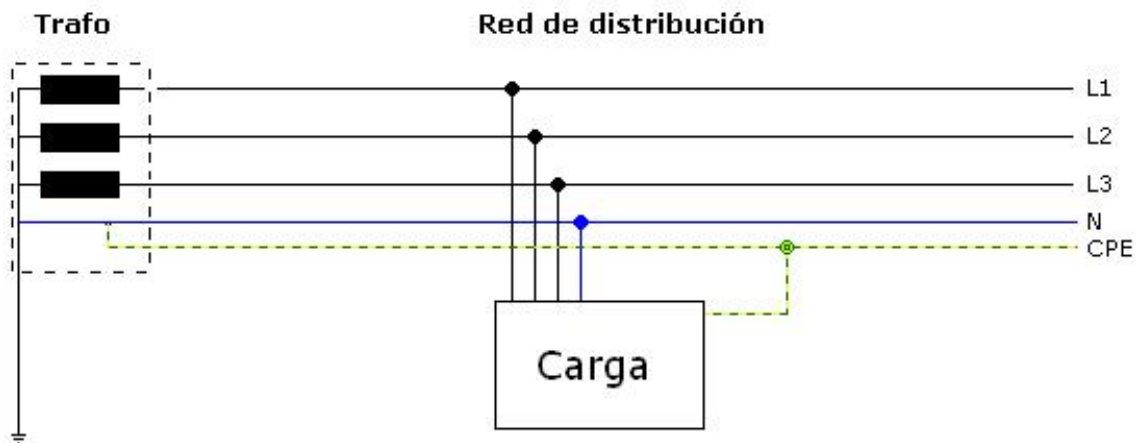 Trafo
Red de distribución
L1
L2
L3
N
CPE
Carga